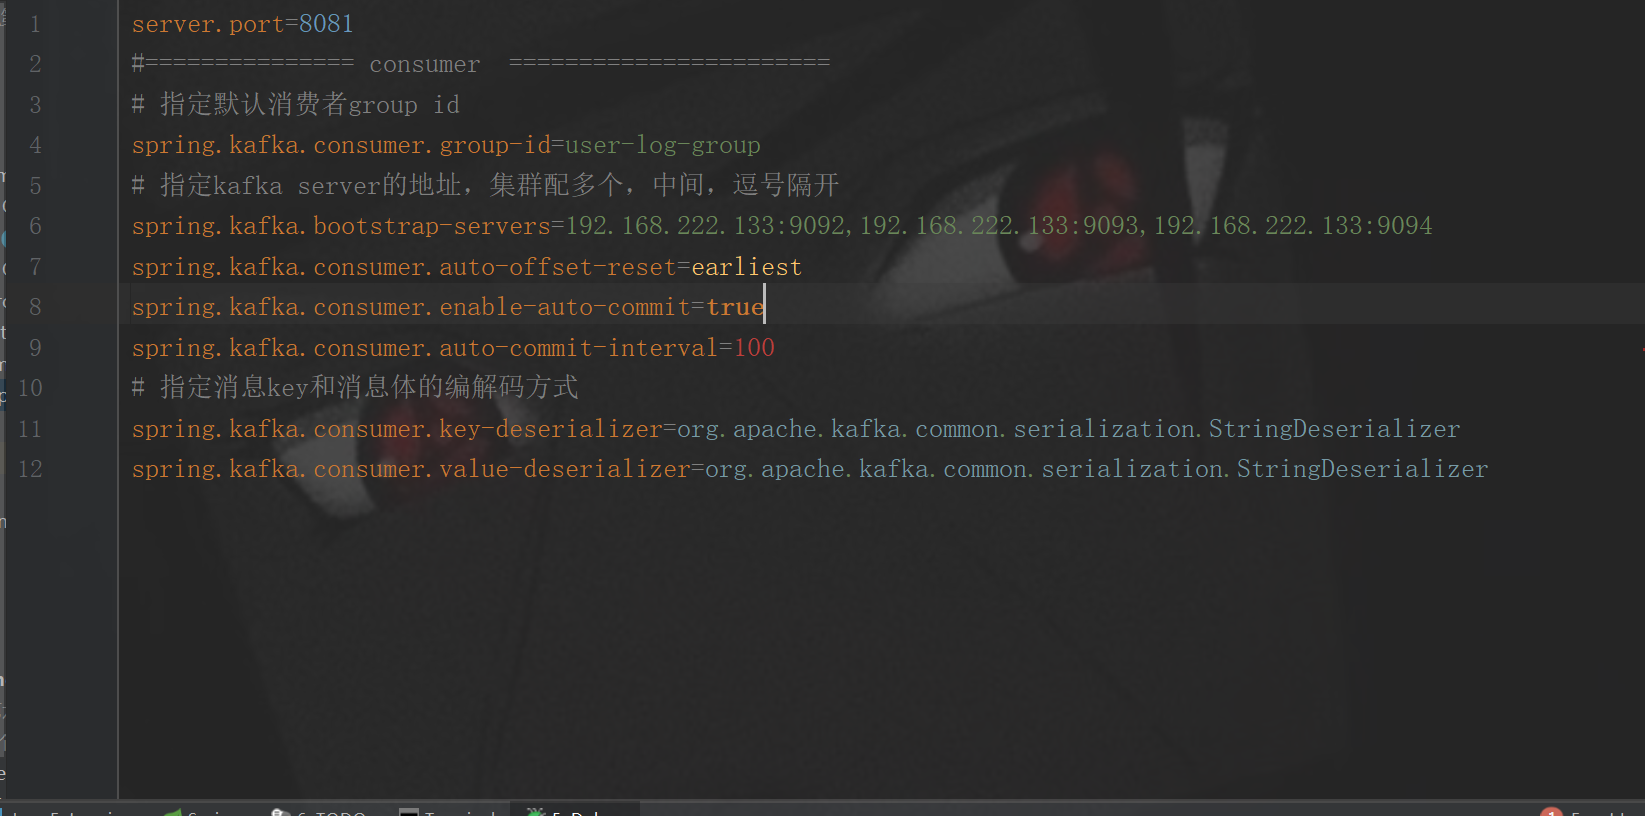 1 server.port=8081
2 #=============== consumer =======================
3 # 指定默认消费者group id
4 spring.kafka.consumer.group-id=user-log-group
5 # 指定kafka server的地址，集群配多个，中间，逗号隔开
6 spring.kafka.bootstrap-servers=192.168.222.133:9092,192.168.222.133:9093,192.168.222.133:9094
7 spring.kafka.consumer.auto-offset-reset=earliest
8 spring.kafka.consumer.enable-auto-commit=true
9 spring.kafka.consumer.auto-commit-interval=100
10 # 指定消息key和消息体的编解码方式
11 spring.kafka.consumer.key-deserializer=org.apache.kafka.common.serialization.StringDeserializer
12 spring.kafka.consumer.value-deserializer=org.apache.kafka.common.serialization.StringDeserializer
6: TODO Terminal